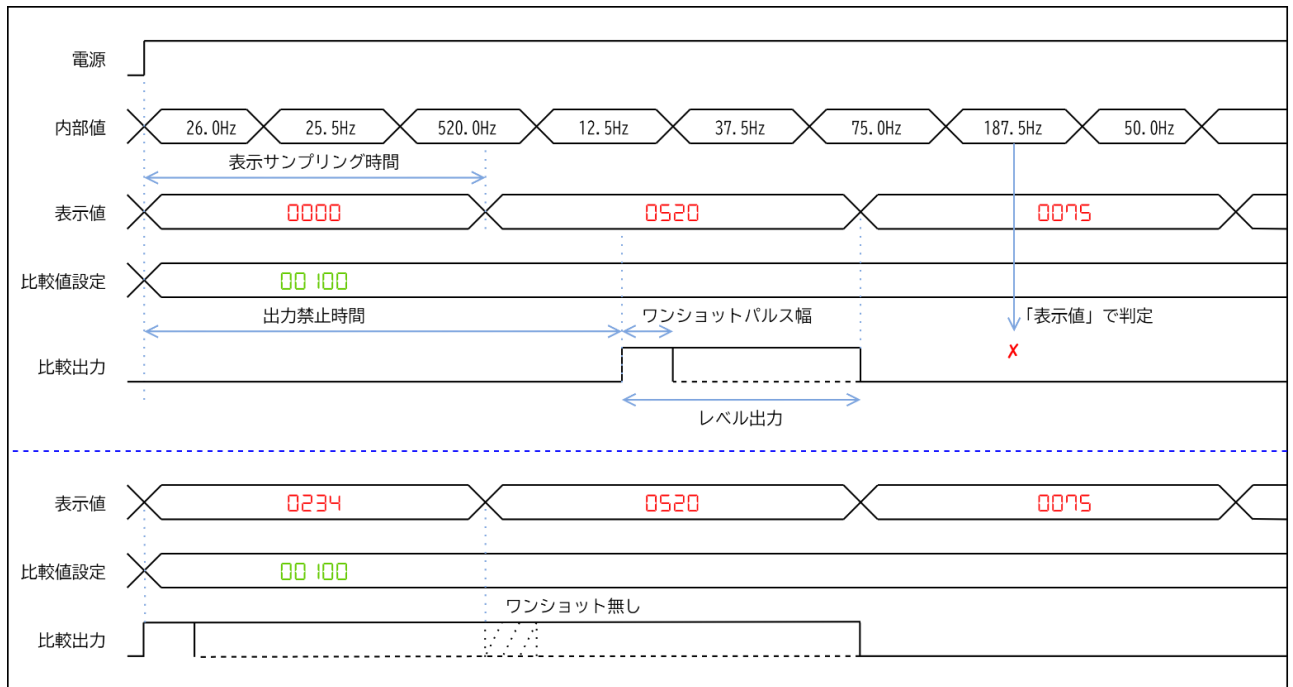 電源
内部値 26.0Hz 25.5Hz 520.0Hz 12.5Hz 37.5Hz 75.0Hz 187.5Hz 50.0Hz
表示サンプリング時間
表示値 0000 0520 0075
比較値設定 00100
出力禁止時間 ワンショットパルス幅 「表示値」で判定
比較出力 ✗
レベル出力
表示値 0234 0520 0075
比較値設定 00100
ワンショット無し
比較出力